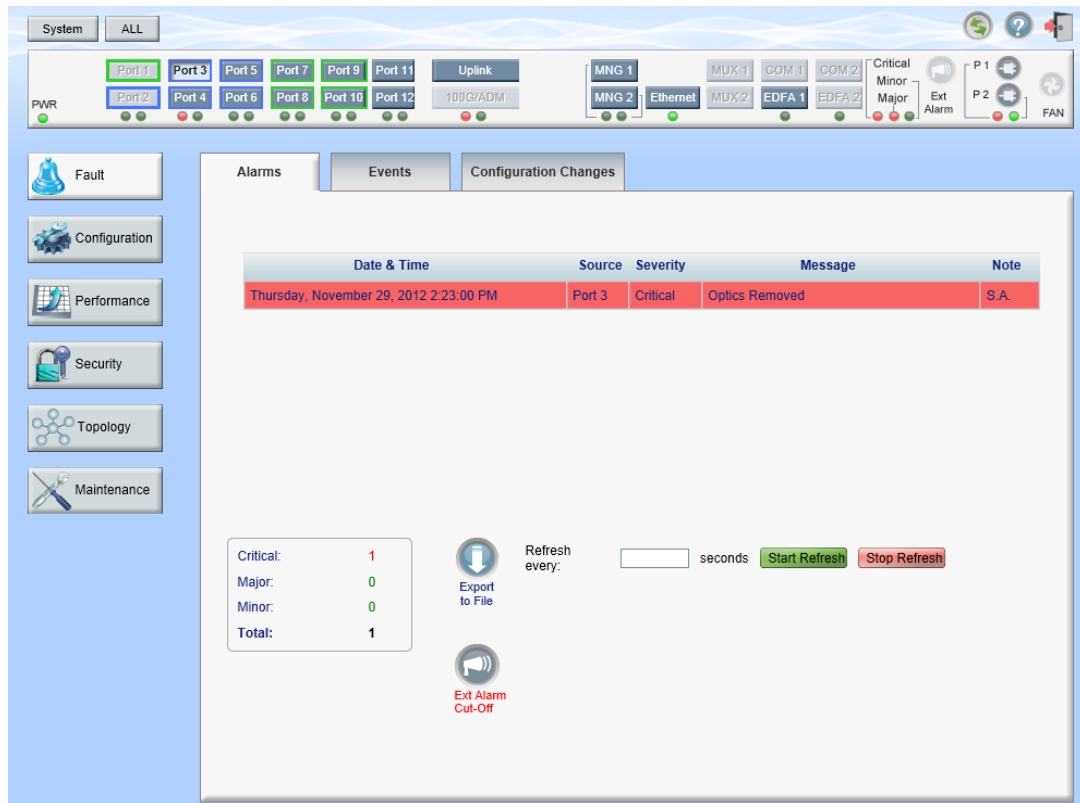 System ALL
Port 1 Port 3 Port 5 Port 7 Port 9 Port 11 Uplink MNG 1 MUX 1 COM 1 COM 2 Critical P 1
Minor
PWR Port 2 Port 4 Port 6 Port 8 Port 10 Port 12 100G/ADM MNG 2 Ethernet MUX 2 EDFA 1 EDFA 2 Major Ext P 2
Alarm FAN
Fault
Alarms Events Configuration Changes
Configuration
Date & Time Source Severity Message Note
Thursday, November 29, 2012 2:23:00 PM Port 3 Critical Optics Removed S.A.
Performance
Security
Topology
Maintenance
Critical: 1
Major: 0
Minor: 0
Total: 1
Export
to File
Refresh
every: seconds Start Refresh Stop Refresh
Ext Alarm
Cut-Off